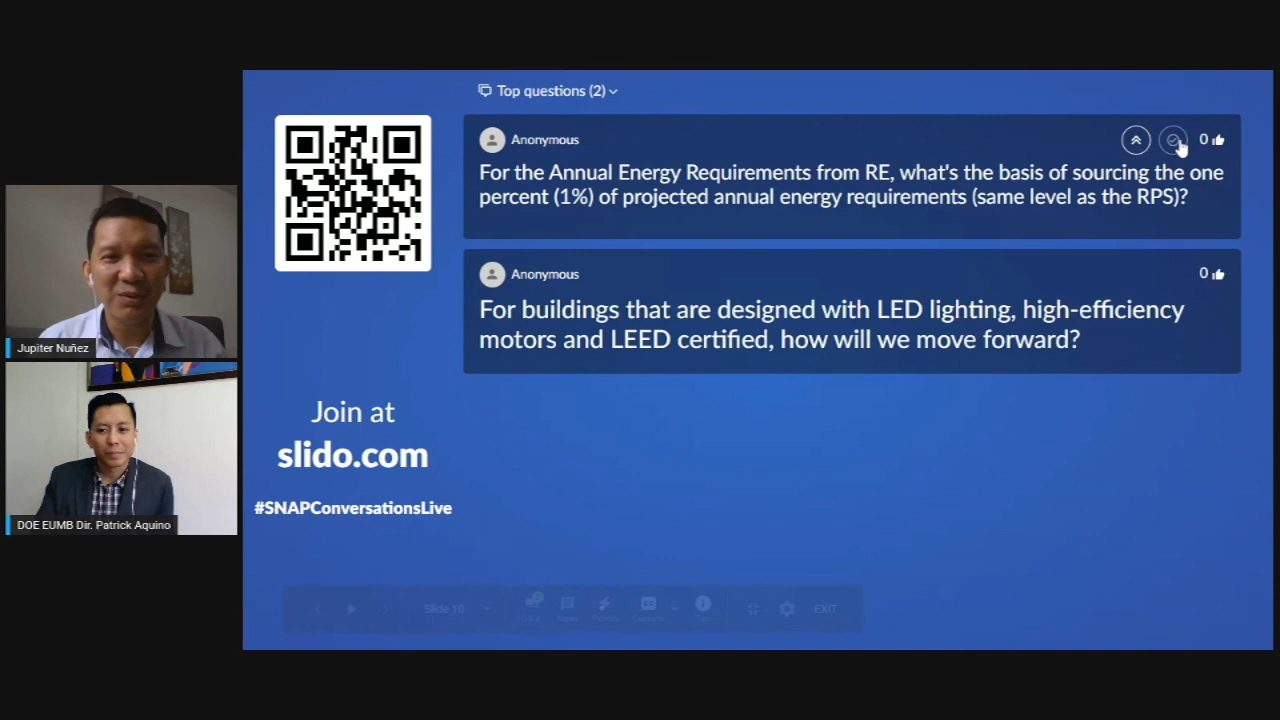 Top questions (2)
Anonymous
0
For the Annual Energy Requirements from RE, what's the basis of sourcing the one
percent (1%) of projected annual energy requirements (same level as the RPS)?
Anonymous
0
For buildings that are designed with LED lighting, high-efficiency
motors and LEED certified, how will we move forward?
Jupiter Nuñez
DOE EUMB Dir. Patrick Aquino
Join at
slido.com
#SNAPConversationsLive
Slide 10
EXIT